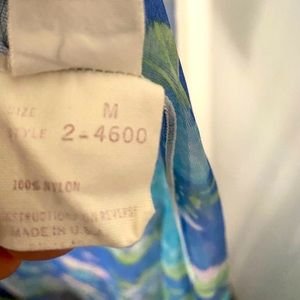 SIZE M
STYLE 2-4600
100% NYLON
INSTRUCTIONS ON REVERSE
MADE IN U.S.A.